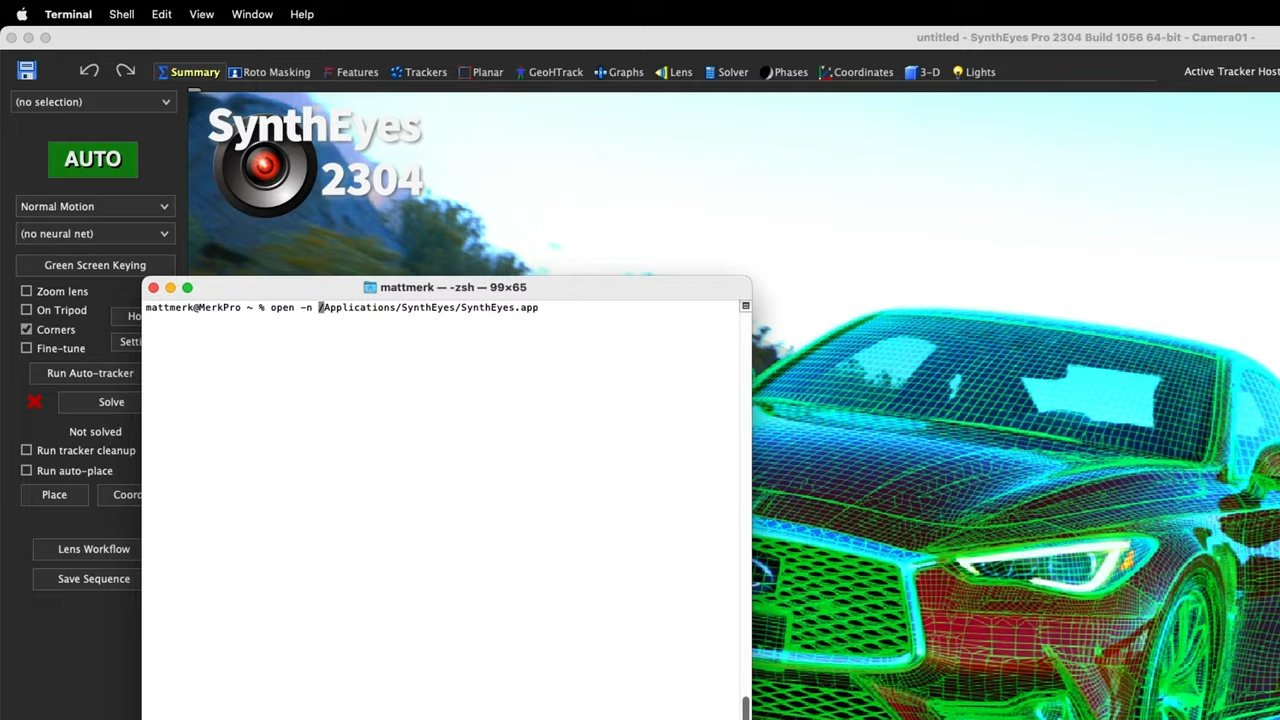 Terminal Shell Edit View Window Help
untitled - SynthEyes Pro 2304 Build 1056 64-bit - Camera01 -
Summary Roto Masking Features Trackers Planar GeoHTrack Graphs Lens Solver Phases Coordinates 3-D Lights Active Tracker Host
(no selection)
SynthEyes
2304
AUTO
Normal Motion
(no neural net)
Green Screen Keying
Zoom lens
On Tripod
Ho
Corners
Fine-tune
Setti
Run Auto-tracker
Solve
Not solved
Run tracker cleanup
Run auto-place
Place
Coord
Lens Workflow
Save Sequence
mattmerk — -zsh — 99×65
mattmerk@MerkPro ~ % open -n /Applications/SynthEyes/SynthEyes.app